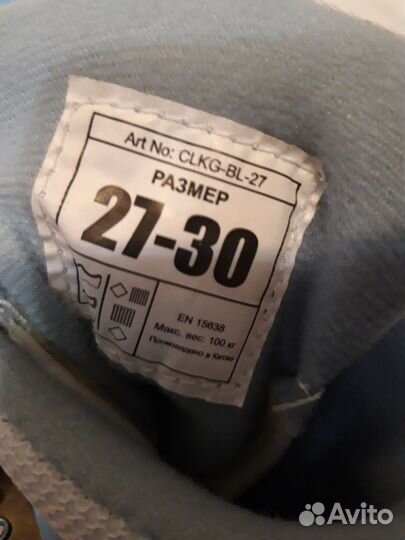 Art No: CLKG-BL-27
РАЗМЕР
27-30
EN 15638
Макс. вес: 100 кг
Произведено в Китае
Avito